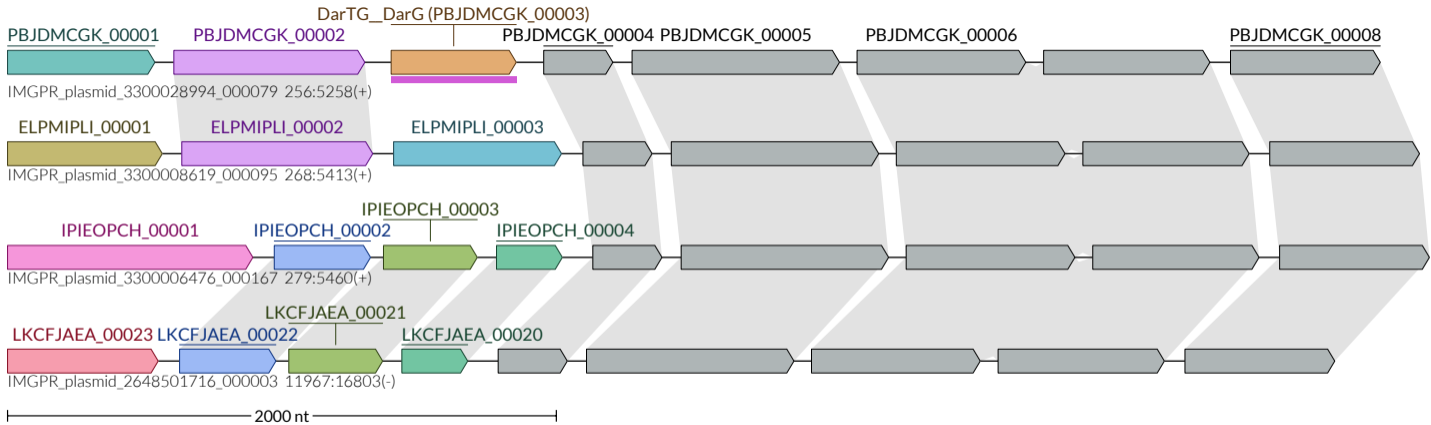 DarTG__DarG (PBJDMCGK_00003)
PBJDMCGK_00001 PBJDMCGK_00002 PBJDMCGK_00004 PBJDMCGK_00005 PBJDMCGK_00006 PBJDMCGK_00008
IMGPR_plasmid_3300028994_000079 256:5258(+)
ELPMIPLI_00001 ELPMIPLI_00002 ELPMIPLI_00003
IMGPR_plasmid_3300008619_000095 268:5413(+)
IPIEOPCH_00003
IPIEOPCH_00001 IPIEOPCH_00002 IPIEOPCH_00004
IMGPR_plasmid_3300006476_000167 279:5460(+)
LKCFJAEA_00021
LKCFJAEA_00023 LKCFJAEA_00022 LKCFJAEA_00020
IMGPR_plasmid_2648501716_000003 11967:16803(-)
2000 nt